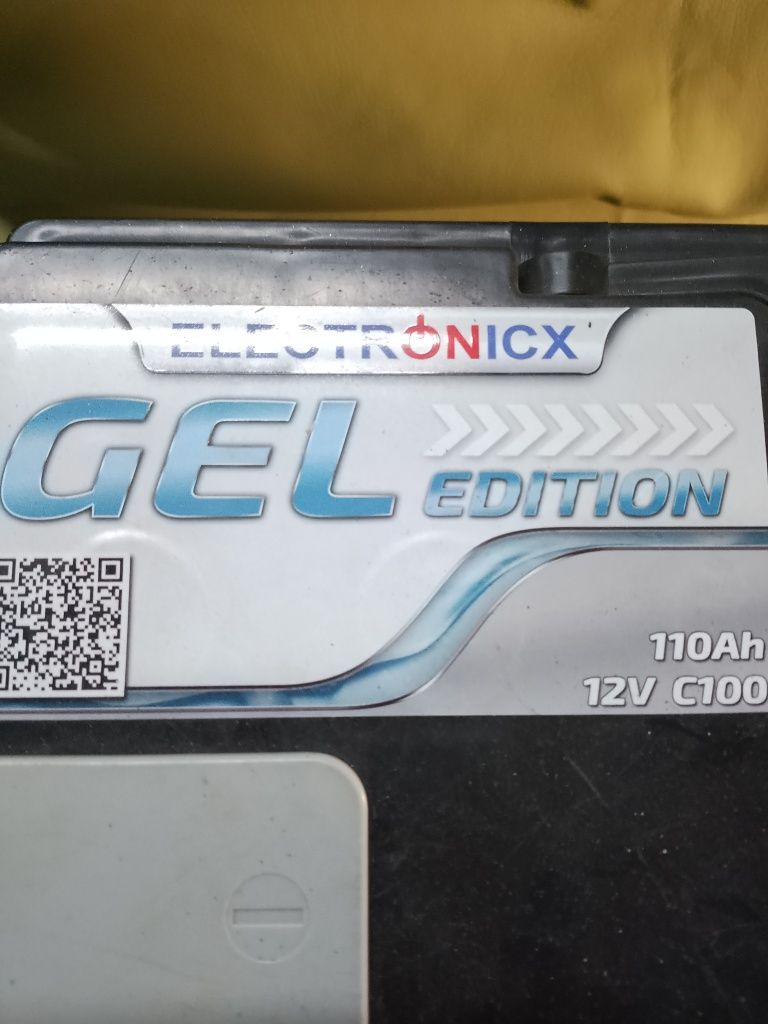 ELECTRONICX
GEL
EDITION
110Ah
12V C100